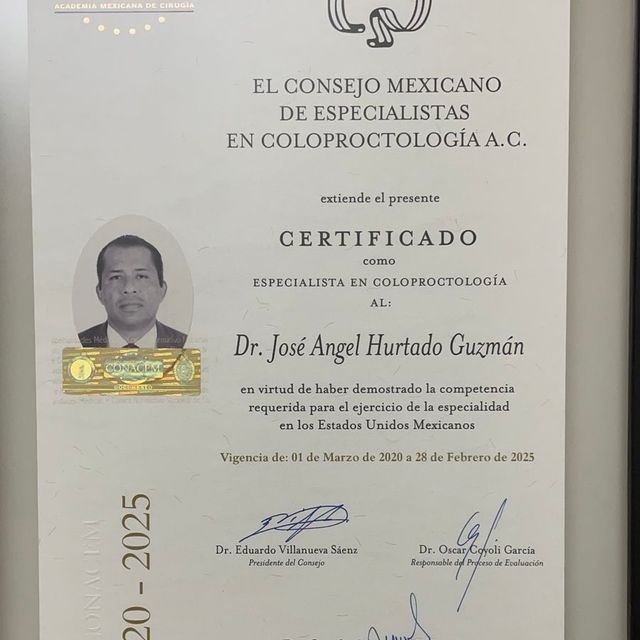 ACADEMIA MEXICANA DE CIRUGÍA
EL CONSEJO MEXICANO
DE ESPECIALISTAS
EN COLOPROCTOLOGÍA A.C.
extiende el presente
CERTIFICADO
como
ESPECIALISTA EN COLOPROCTOLOGÍA
AL:
Dr. José Angel Hurtado Guzmán
CONACEM
en virtud de haber demostrado la competencia
requerida para el ejercicio de la especialidad
en los Estados Unidos Mexicanos
Vigencia de: 01 de Marzo de 2020 a 28 de Febrero de 2025
Dr. Eduardo Villanueva Sáenz
Presidente del Consejo
Dr. Oscar Coyoli García
Responsable del Proceso de Evaluación
CONACEM
20 - 2025